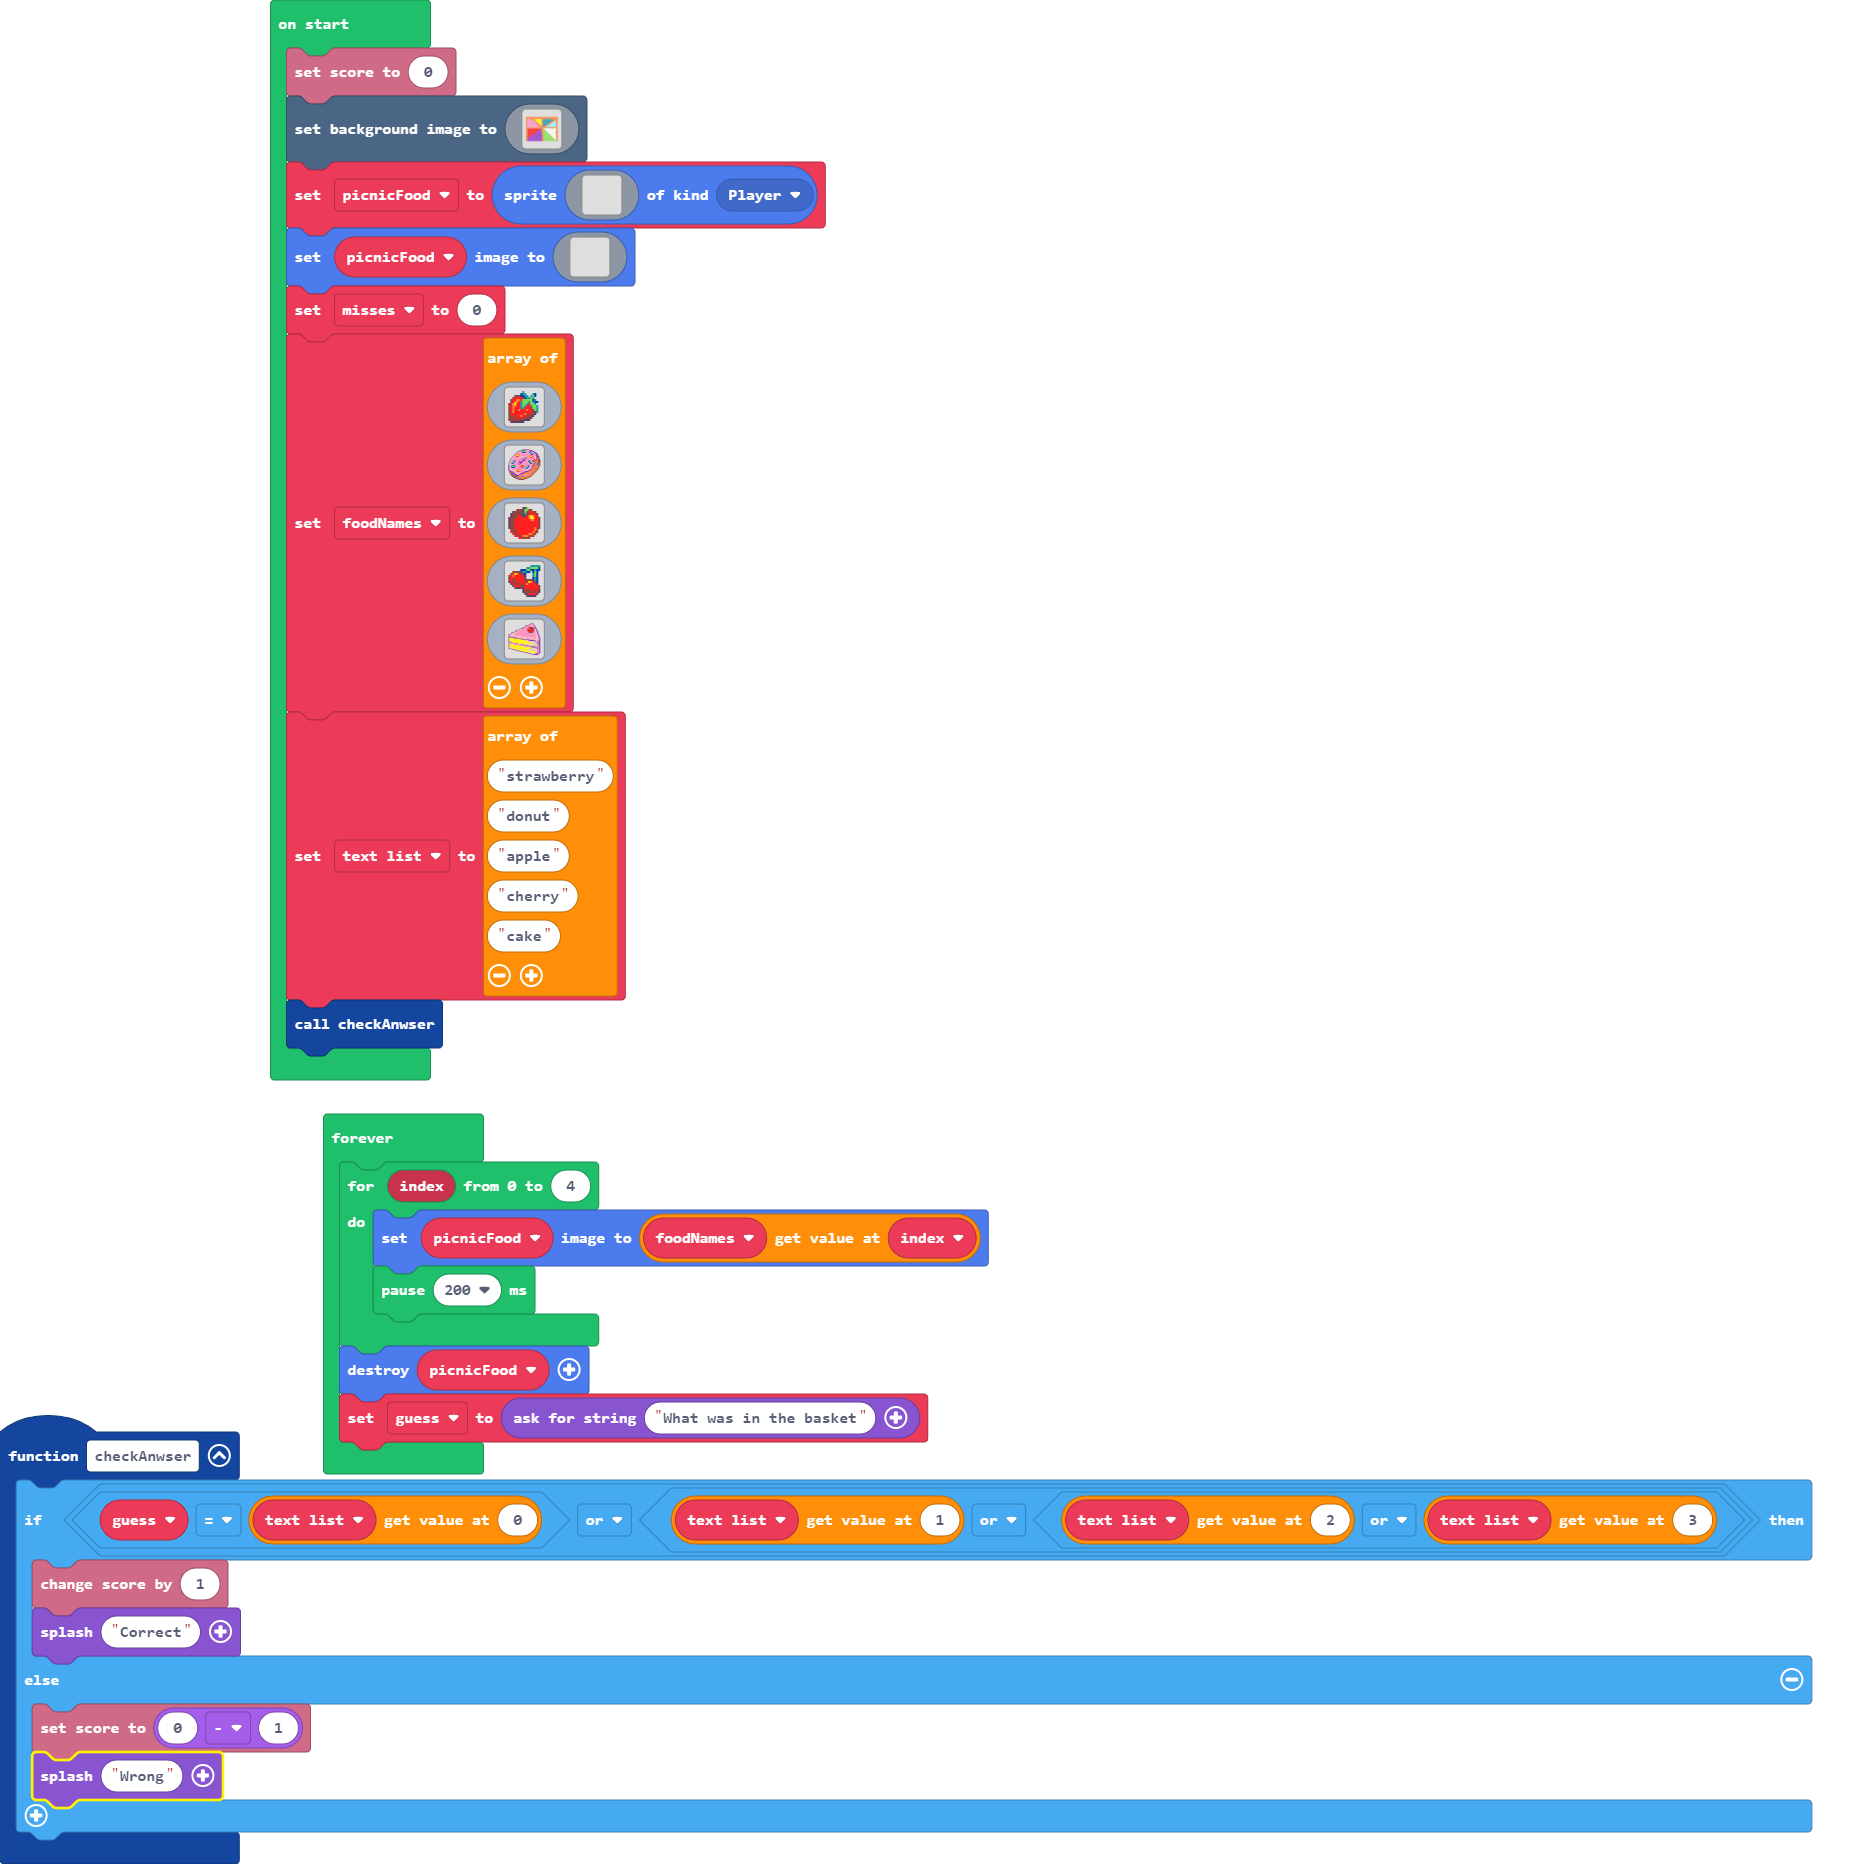 on start
set score to 0
set background image to
set picnicFood to sprite of kind Player
set picnicFood image to
set misses to 0
set foodNames to array of
set text list to array of
"strawberry"
"donut"
"apple"
"cherry"
"cake"
call checkAnwser
forever
for index from 0 to 4
do
set picnicFood image to foodNames get value at index
pause 200 ms
destroy picnicFood
set guess to ask for string "What was in the basket"
function checkAnwser
if guess = text list get value at 0 or text list get value at 1 or text list get value at 2 or text list get value at 3 then
change score by 1
splash "Correct"
else
set score to 0 - 1
splash "Wrong"